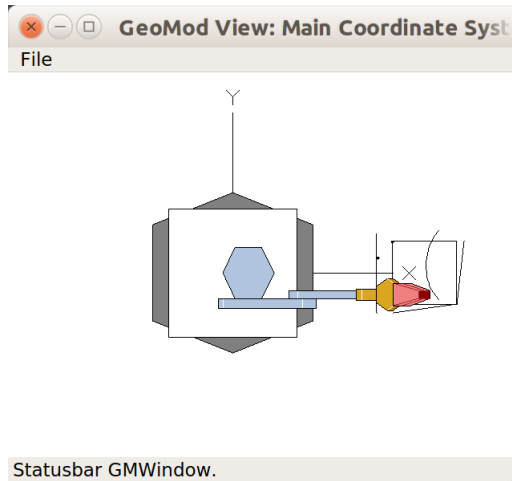 GeoMod View: Main Coordinate Syst
File
Y
X
Statusbar GMWindow.